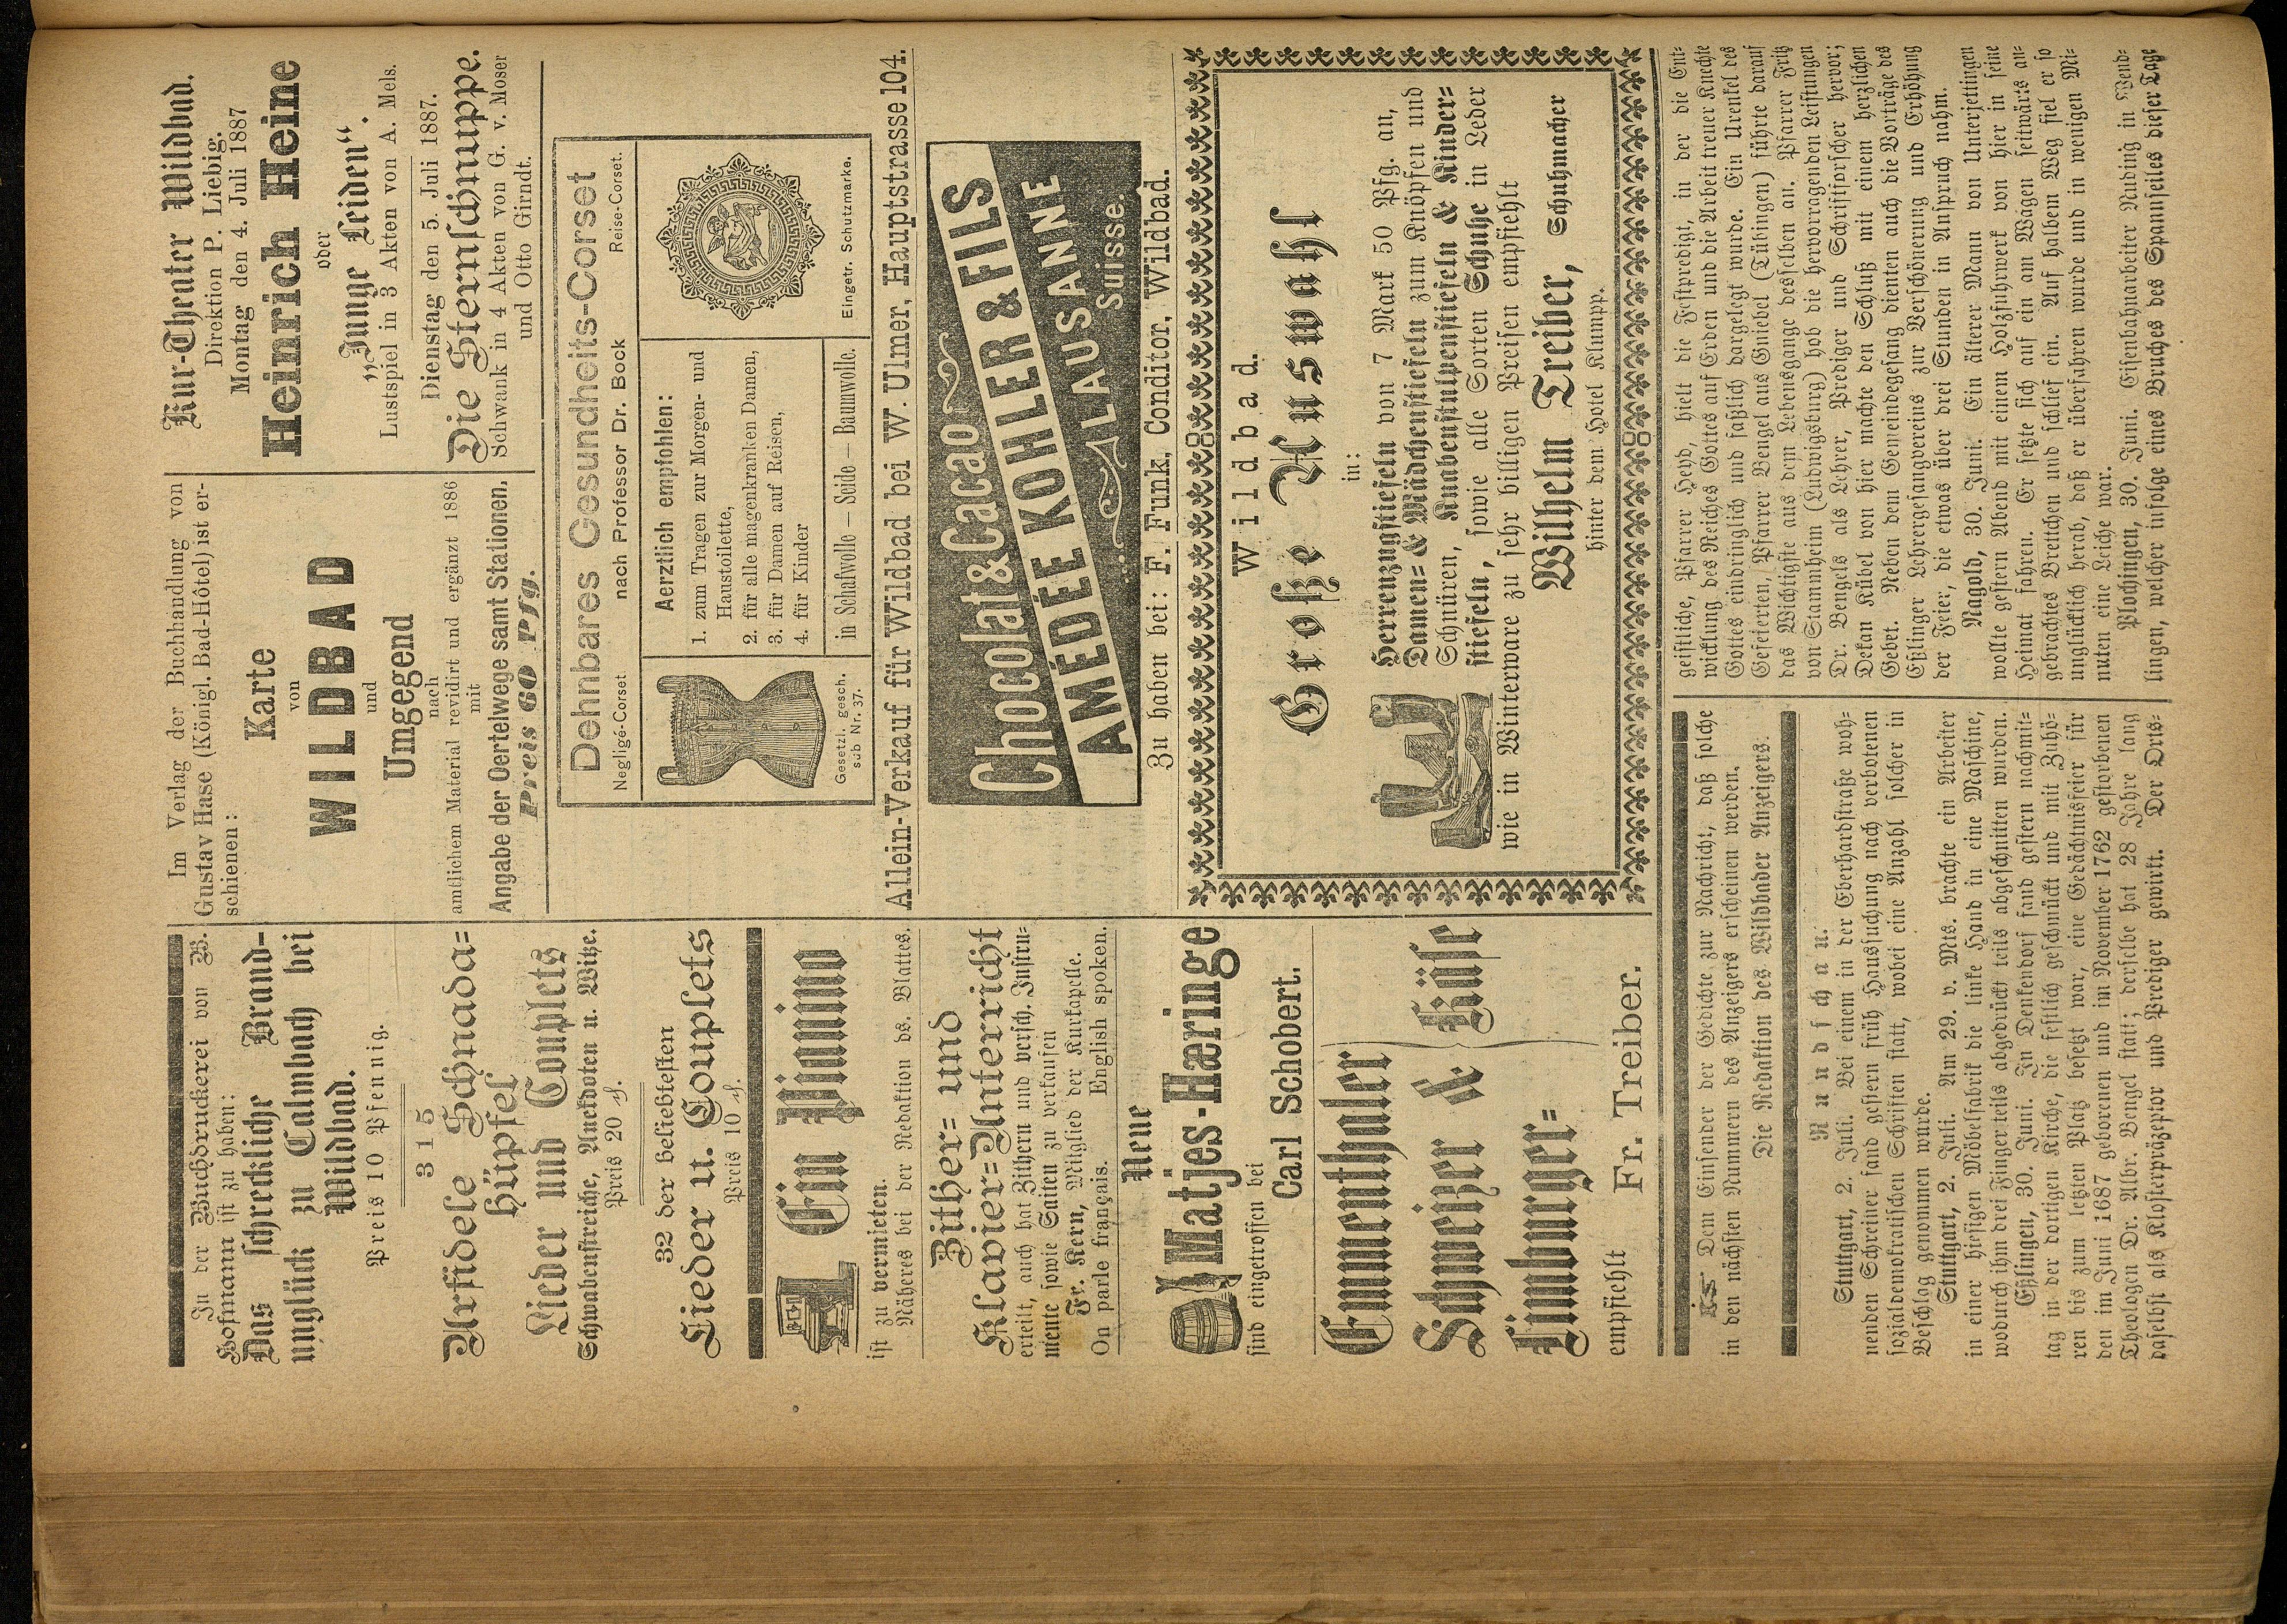 In der Buchdruckerei von B.
Hofmann ist zu haben:
Das schreckliche Brand-
unglück zu Calmbach bei
Wildbad.
Preis 10 Pfennig.
315
Urfidele Schnada-
hüpfel
Lieder und Couplets
Schwabenstreiche, Anekdoten u. Witze.
Preis 20 ₰.
32 der beliebtesten
Lieder u. Couplets
Preis 10 ₰.
Ein Pianino
ist zu vermieten.
Näheres bei der Redaktion ds. Blattes.
Zither- und
Klavier-Unterricht
erteilt, auch hat Zithern und versch. Instru-
mente sowie Saiten zu verkaufen
Fr. Kern, Mitglied der Kurkapelle.
On parle français. English spoken.
Neue
Matjes-Hæringe
sind eingetroffen bei
Carl Schobert.
Emmenthaler
Schweizer & Käse
Limburger-
empfiehlt Fr. Treiber.
Im Verlag der Buchhandlung von
Gustav Hase (Königl. Bad-Hôtel) ist er-
schienen:
Karte
von
WILDBAD
und
Umgegend
nach
amtlichem Material revidirt und ergänzt 1886
mit
Angabe der Oertelwege samt Stationen.
Preis 60 Pfg.
Kur-Theater Wildbad.
Direktion P. Liebig.
Montag den 4. Juli 1887
Heinrich Heine
oder
„Junge Leiden“.
Lustspiel in 3 Akten von A. Mels.
Dienstag den 5. Juli 1887.
Die Sternschnuppe.
Schwank in 4 Akten von G. v. Moser
und Otto Girndt.
Dehnbares Gesundheits-Corset
Negligé-Corset nach Professor Dr. Bock Reise-Corset.
Gesetzl. gesch.
sub Nr. 37.
Aerztlich empfohlen:
1. zum Tragen zur Morgen- und
Haustoilette,
2. für alle magenkranken Damen,
3. für Damen auf Reisen,
4. für Kinder
in Schafwolle – Seide – Baumwolle.
Eingetr. Schutzmarke.
Allein-Verkauf für Wildbad bei W. Ulmer, Hauptstrasse 104.
Chocolat & Cacao
AMÉDÉE KOHLER & FILS
LAUSANNE
Suisse.
Zu haben bei: F. Funk, Conditor, Wildbad.
Wildbad.
Große Auswahl
in:
Herrenzugstiefeln von 7 Mark 50 Pfg. an,
Damen- & Mädchenstiefeln zum Knöpfen und
Schnüren, Knabenstulpenstiefeln & Kinder-
stiefeln, sowie alle Sorten Schuhe in Leder
wie in Winterware zu sehr billigen Preisen empfiehlt
Wilhelm Treiber, Schuhmacher
hinter dem Hotel Klumpp.
Dem Einsender der Gedichte zur Nachricht, daß solche
in den nächsten Nummern des Anzeigers erscheinen werden.
Die Redaktion des Wildbader Anzeigers.
Rundschau.
Stuttgart, 2. Juli. Bei einem in der Eberhardstraße woh-
nenden Schreiner fand gestern früh Haussuchung nach verbotenen
sozialdemokratischen Schriften statt, wobei eine Anzahl solcher in
Beschlag genommen wurde.
Stuttgart, 2. Juli. Am 29. v. Mts. brachte ein Arbeiter
in einer hiesigen Möbelfabrik die linke Hand in eine Maschine,
wodurch ihm drei Finger teils abgedrückt teils abgeschnitten wurden.
Eßlingen, 30. Juni. In Denkendorf fand gestern nachmit-
tag in der dortigen Kirche, die festlich geschmückt und mit Zuhö-
ren bis zum letzten Platz besetzt war, eine Gedächtnisfeier für
den im Juni 1687 geborenen und im November 1762 gestorbenen
Theologen Dr. Albr. Bengel statt; derselbe hat 28 Jahre lang
daselbst als Klosterpräzeptor und Prediger gewirkt. Der Orts-
geistliche, Pfarrer Heyd, hielt die Festpredigt, in der die Ent-
wicklung des Reiches Gottes auf Erden und die Arbeit treuer Knechte
Gottes eindringlich und faßlich dargelegt wurde. Ein Urenkel des
Gefeierten, Pfarrer Bengel aus Gniebel (Tübingen) führte darauf
das Wichtigste aus dem Lebensgange desselben an. Pfarrer Fritz
von Stammheim (Ludwigsburg) hob die hervorragenden Leistungen
Dr. Bengels als Lehrer, Prediger und Schriftforscher hervor;
Dekan Kübel von hier machte den Schluß mit einem herzlichen
Gebet. Neben dem Gemeindegesang dienten auch die Vorträge des
Eßlinger Lehrergesangvereins zur Verschönerung und Erhöhung
der Feier, die etwas über drei Stunden in Anspruch nahm.
Nagold, 30. Juni. Ein älterer Mann von Unterjettingen
wollte gestern Abend mit einem Holzfuhrwerk von hier in seine
Heimat fahren. Er setzte sich auf ein am Wagen seitwärts an-
gebrachtes Brettchen und schlief ein. Auf halbem Weg fiel er so
unglücklich herab, daß er überfahren wurde und in wenigen Mi-
nuten eine Leiche war.
Plochingen, 30. Juni. Eisenbahnarbeiter Nubing in Wend-
lingen, welcher infolge eines Bruches des Spannseiles dieser Tage